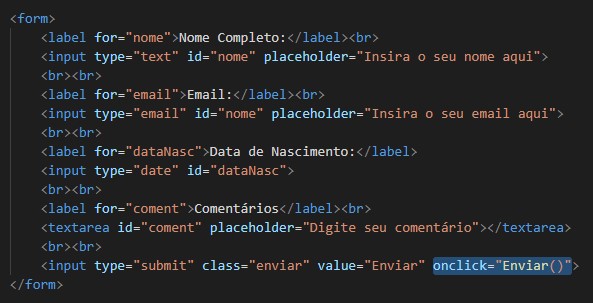 <form>
<label for="nome">Nome Completo:</label><br>
<input type="text" id="nome" placeholder="Insira o seu nome aqui">
<br><br>
<label for="email">Email:</label><br>
<input type="email" id="nome" placeholder="Insira o seu email aqui">
<br><br>
<label for="dataNasc">Data de Nascimento:</label>
<input type="date" id="dataNasc">
<br><br>
<label for="coment">Comentários</label><br>
<textarea id="coment" placeholder="Digite seu comentário"></textarea>
<br><br>
<input type="submit" class="enviar" value="Enviar" onclick="Enviar()">
</form>